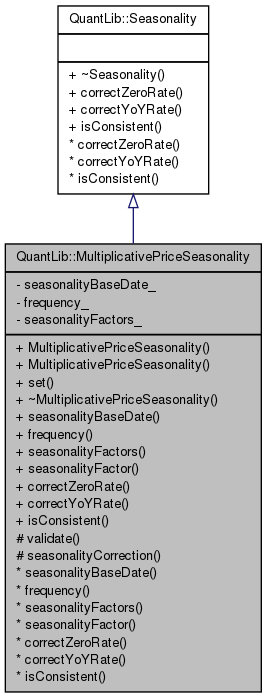 QuantLib::Seasonality
+ ~Seasonality()
+ correctZeroRate()
+ correctYoYRate()
+ isConsistent()
* correctZeroRate()
* correctYoYRate()
* isConsistent()
QuantLib::MultiplicativePriceSeasonality
- seasonalityBaseDate_
- frequency_
- seasonalityFactors_
+ MultiplicativePriceSeasonality()
+ MultiplicativePriceSeasonality()
+ set()
+ ~MultiplicativePriceSeasonality()
+ seasonalityBaseDate()
+ frequency()
+ seasonalityFactors()
+ seasonalityFactor()
+ correctZeroRate()
+ correctYoYRate()
+ isConsistent()
# validate()
# seasonalityCorrection()
* seasonalityBaseDate()
* frequency()
* seasonalityFactors()
* seasonalityFactor()
* correctZeroRate()
* correctYoYRate()
* isConsistent()